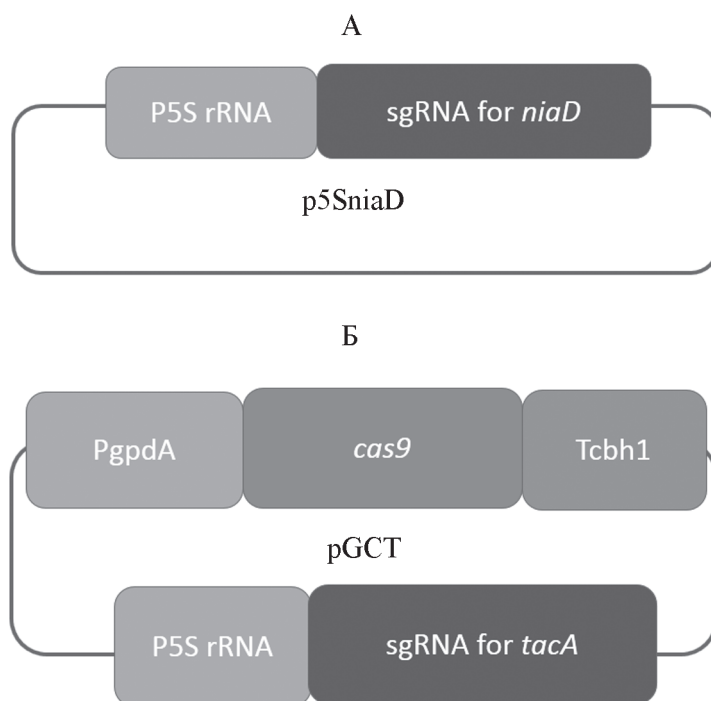 А
P5S rRNA sgRNA for niaD
p5SniaD
Б
PgpdA cas9 Tcbh1
pGCT
P5S rRNA sgRNA for tacA